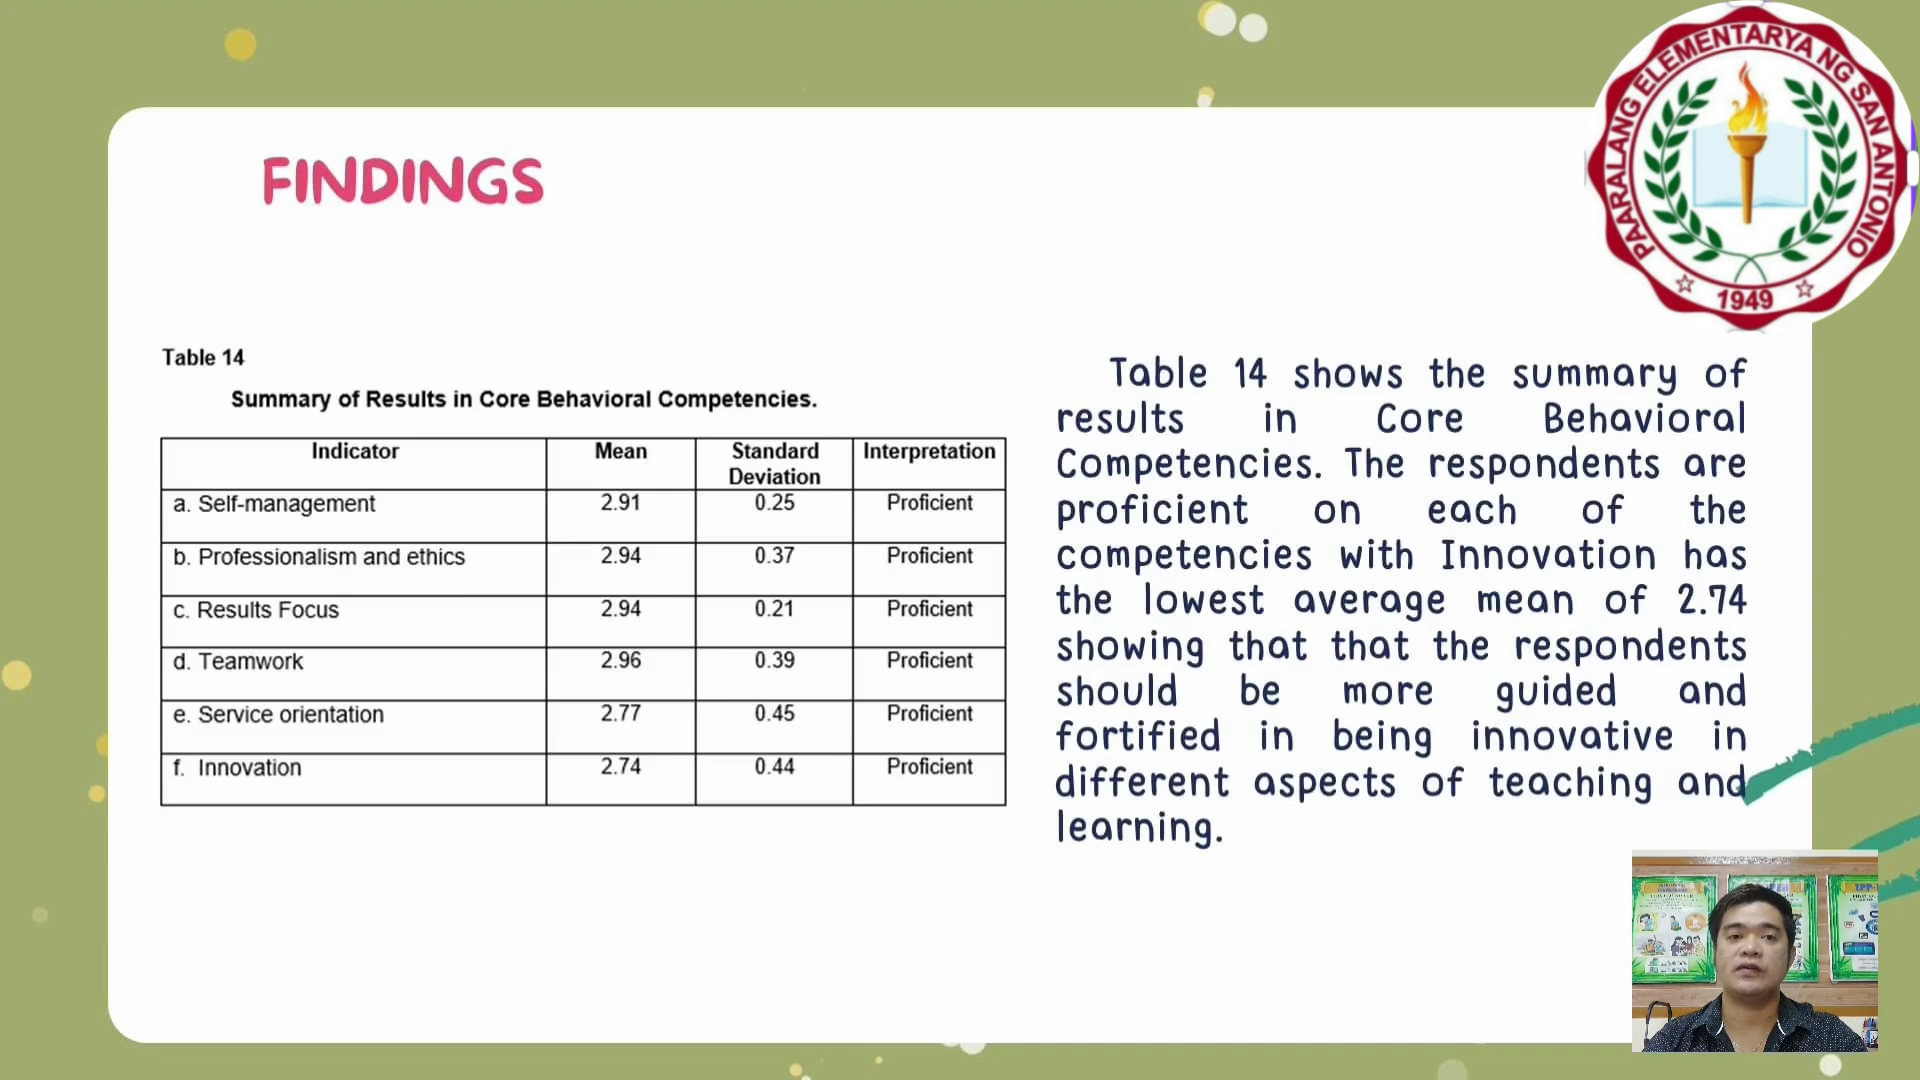 FINDINGS
PAARALANG ELEMENTARYA NG SAN ANTONIO
1949
Table 14
Summary of Results in Core Behavioral Competencies.
Indicator Mean Standard Deviation Interpretation
a. Self-management 2.91 0.25 Proficient
b. Professionalism and ethics 2.94 0.37 Proficient
c. Results Focus 2.94 0.21 Proficient
d. Teamwork 2.96 0.39 Proficient
e. Service orientation 2.77 0.45 Proficient
f. Innovation 2.74 0.44 Proficient
Table 14 shows the summary of
results in Core Behavioral
Competencies. The respondents are
proficient on each of the
competencies with Innovation has
the lowest average mean of 2.74
showing that that the respondents
should be more guided and
fortified in being innovative in
different aspects of teaching and
learning.